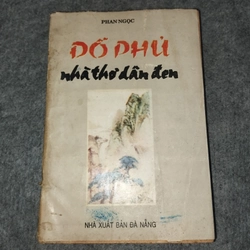 PHAN NGỌC
ĐỖ PHỦ
nhà thơ dân đen
NHÀ XUẤT BẢN ĐÀ NẴNG